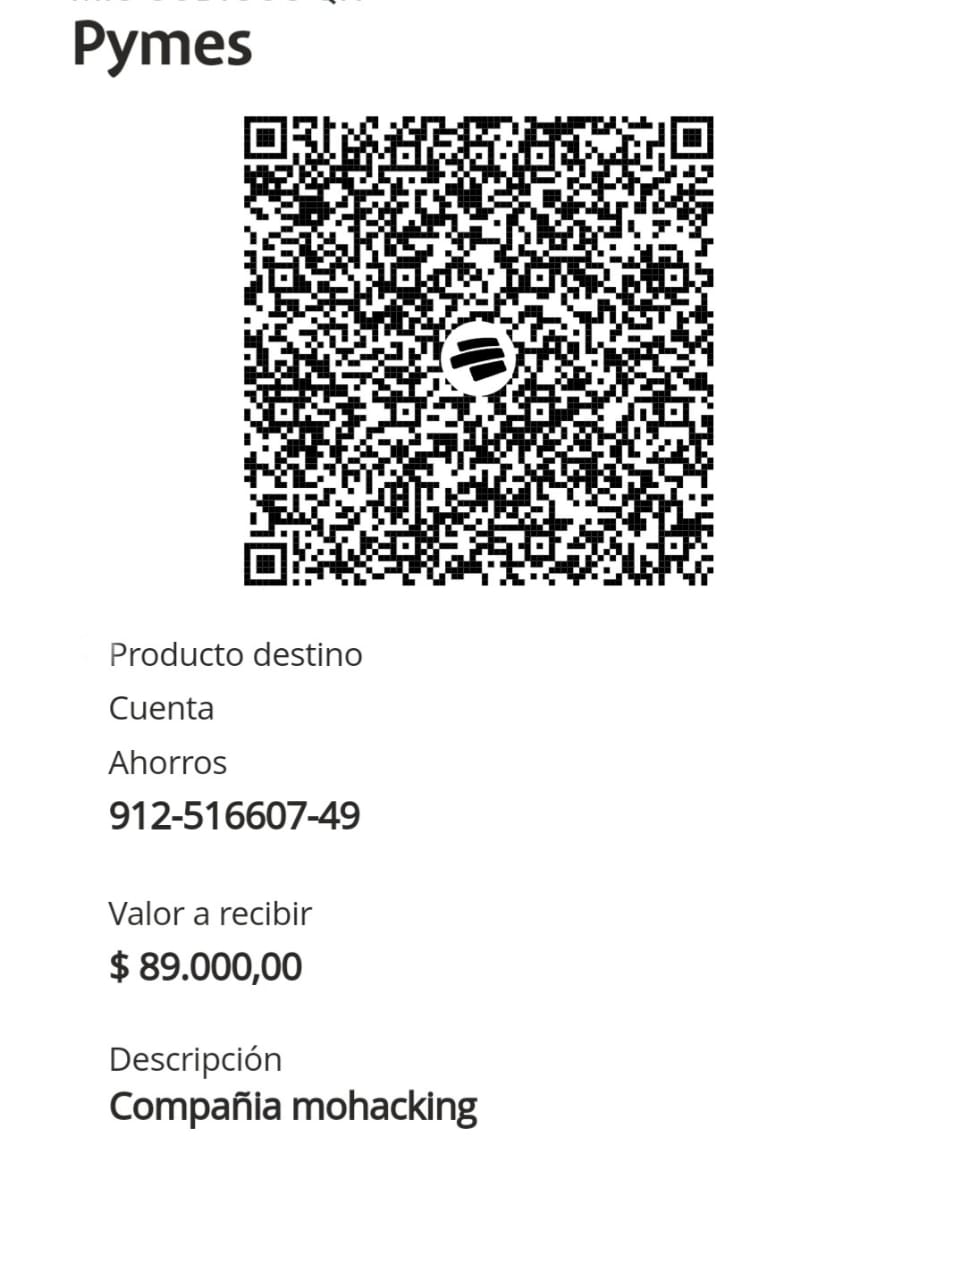 Pymes
Producto destino
Cuenta
Ahorros
912-516607-49
Valor a recibir
$ 89.000,00
Descripción
Compañia mohacking